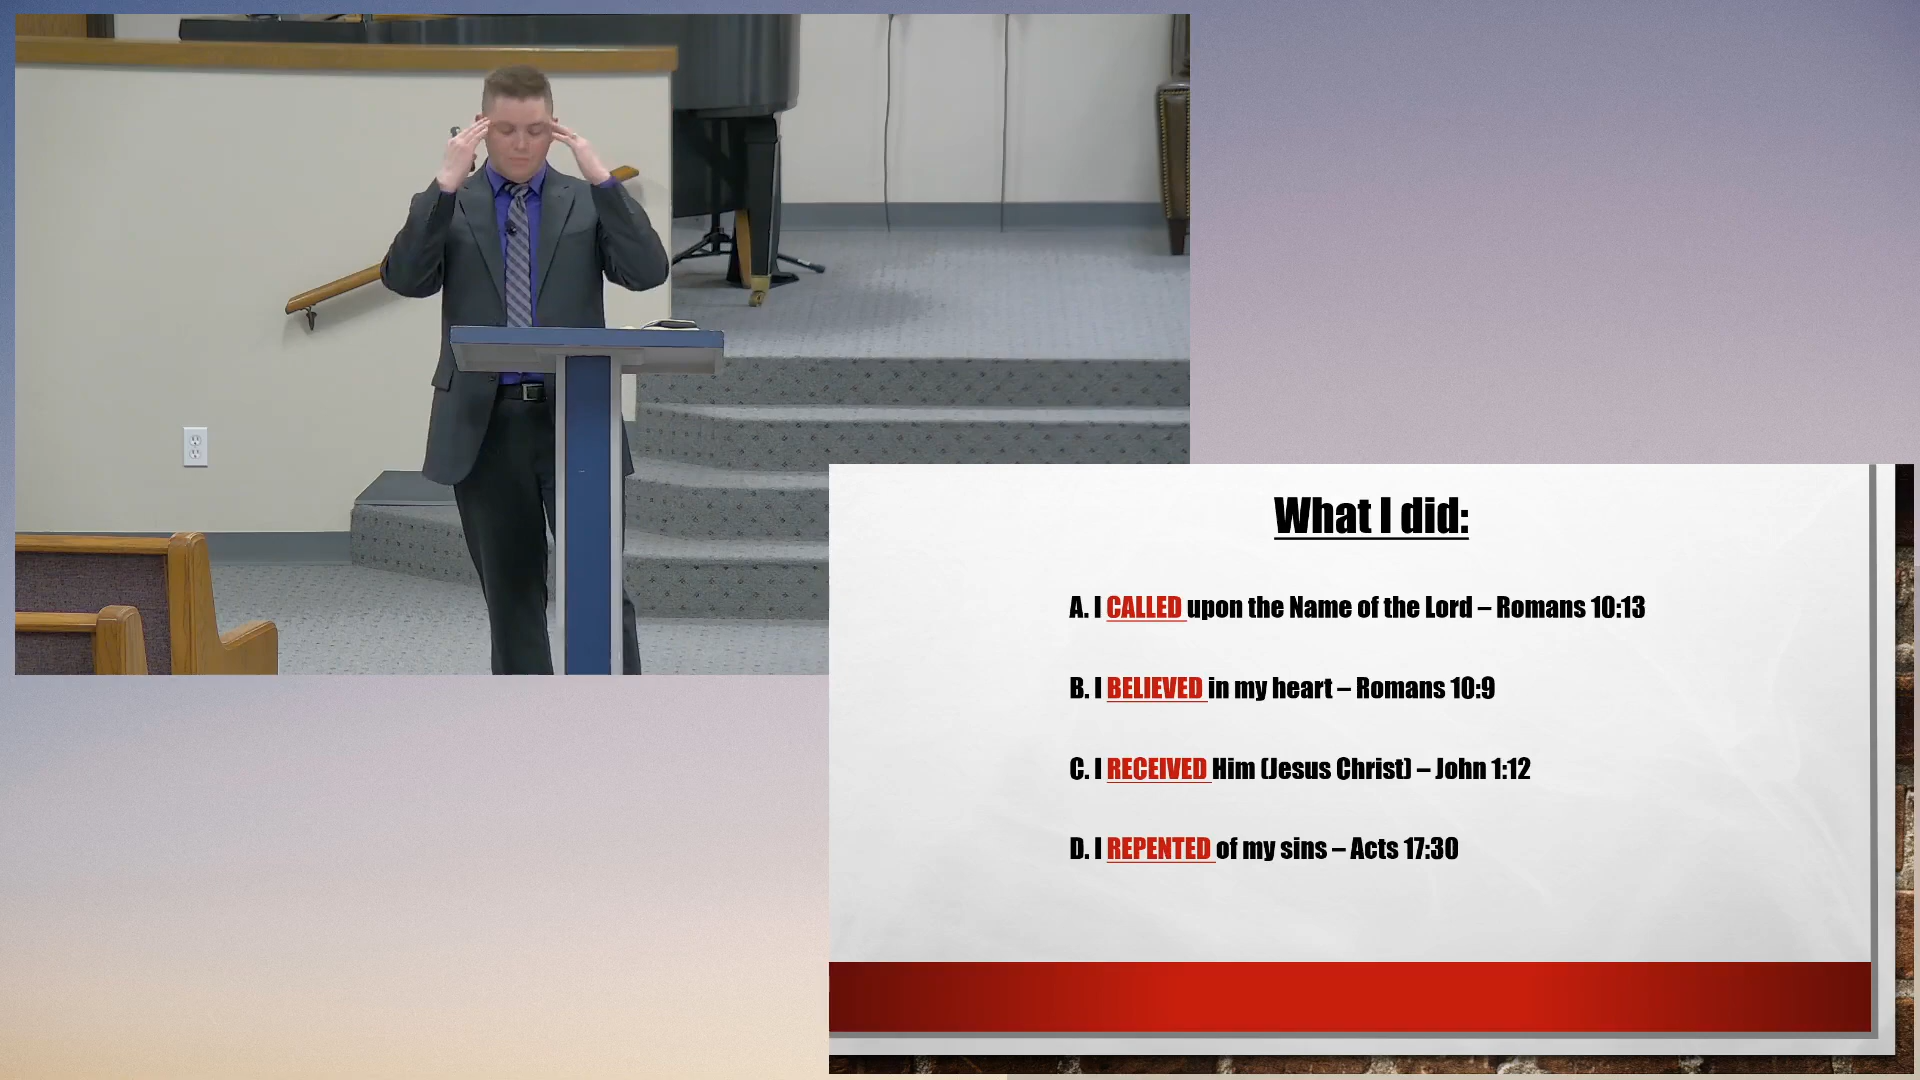 What I did:
A. I CALLED upon the Name of the Lord – Romans 10:13
B. I BELIEVED in my heart – Romans 10:9
C. I RECEIVED Him (Jesus Christ) – John 1:12
D. I REPENTED of my sins – Acts 17:30